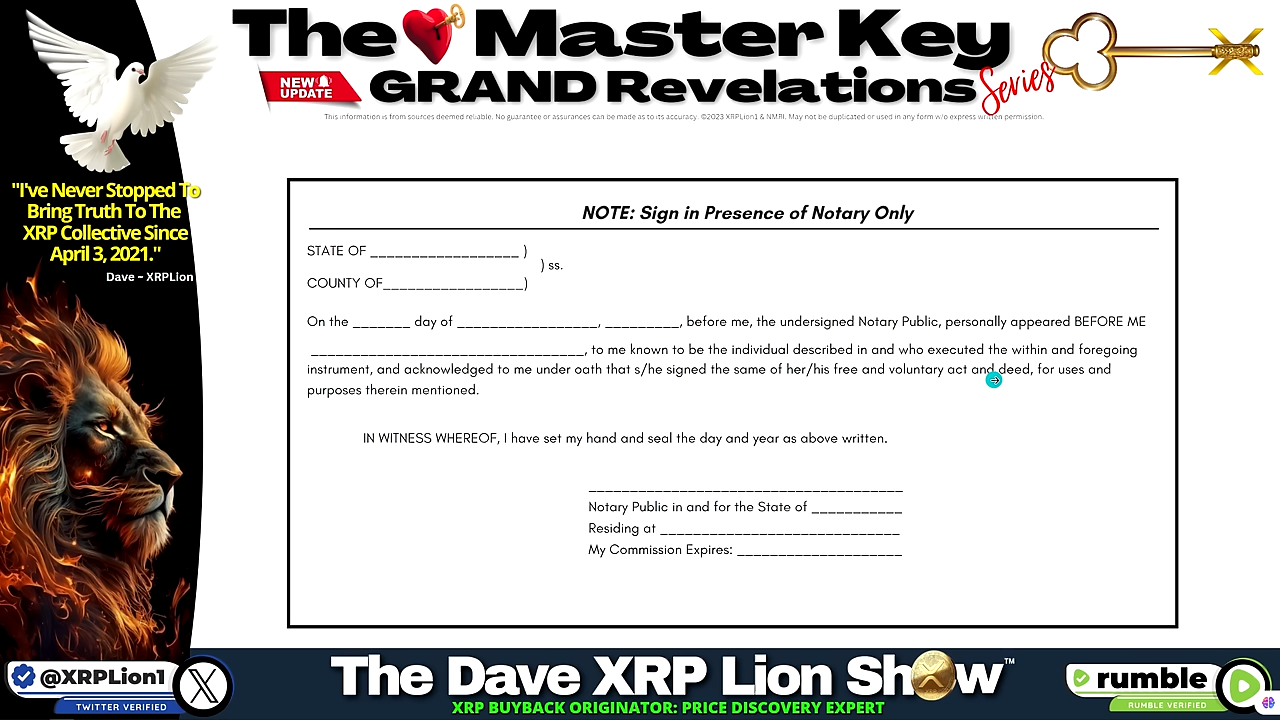 The Master Key
NEW UPDATE
GRAND Revelations Series
This information is from sources deemed reliable. No guarantee or assurances can be made as to its accuracy. ©2023 XRPLion1 & NMRI. May not be duplicated or used in any form w/o express written permission.
"I've Never Stopped To
Bring Truth To The
XRP Collective Since
April 3, 2021."
Dave - XRPLion
NOTE: Sign in Presence of Notary Only
STATE OF __________________ )
) ss.
COUNTY OF_________________)
On the _______ day of _________________, _________, before me, the undersigned Notary Public, personally appeared BEFORE ME
_________________________________, to me known to be the individual described in and who executed the within and foregoing
instrument, and acknowledged to me under oath that s/he signed the same of her/his free and voluntary act and deed, for uses and
purposes therein mentioned.
IN WITNESS WHEREOF, I have set my hand and seal the day and year as above written.
______________________________________
Notary Public in and for the State of ___________
Residing at _____________________________
My Commission Expires: ____________________
@XRPLion1
TWITTER VERIFIED
The Dave XRP Lion Show™
XRP BUYBACK ORIGINATOR: PRICE DISCOVERY EXPERT
rumble
RUMBLE VERIFIED